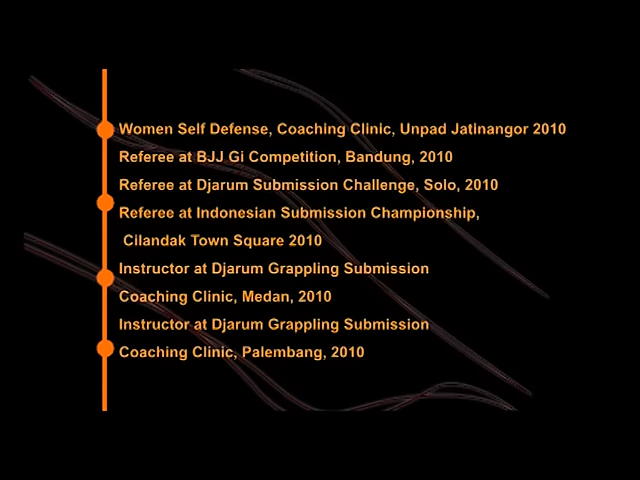 Women Self Defense, Coaching Clinic, Unpad Jatinangor 2010
Referee at BJJ Gi Competition, Bandung, 2010
Referee at Djarum Submission Challenge, Solo, 2010
Referee at Indonesian Submission Championship,
Cilandak Town Square 2010
Instructor at Djarum Grappling Submission
Coaching Clinic, Medan, 2010
Instructor at Djarum Grappling Submission
Coaching Clinic, Palembang, 2010